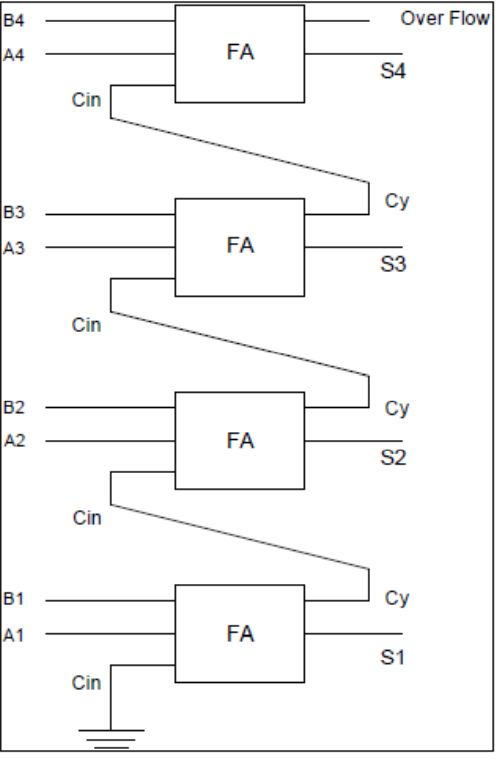 B4 Over Flow
A4 FA S4
Cin
Cy
B3
A3 FA S3
Cin
B2 Cy
A2 FA S2
Cin
B1 Cy
A1 FA S1
Cin